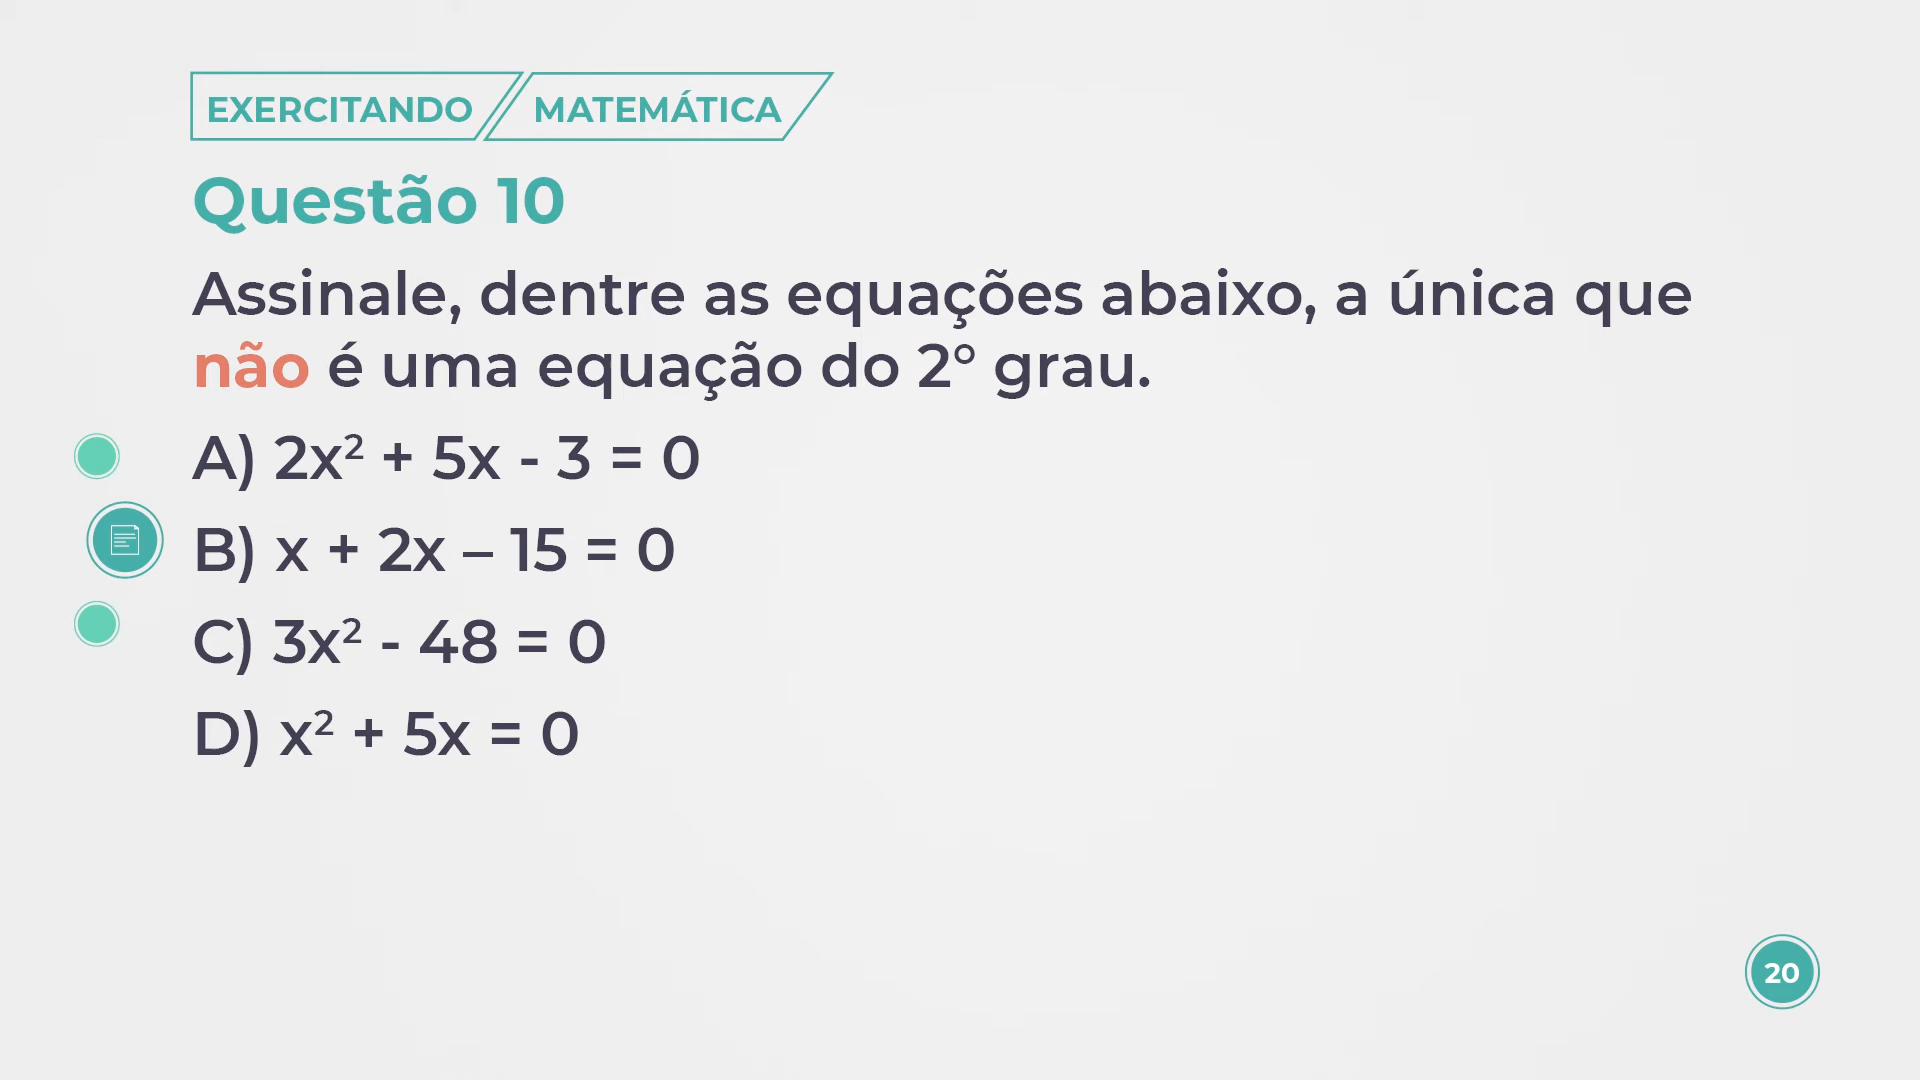 EXERCITANDO MATEMÁTICA
Questão 10
Assinale, dentre as equações abaixo, a única que
não é uma equação do 2° grau.
A) 2x² + 5x - 3 = 0
B) x + 2x – 15 = 0
C) 3x² - 48 = 0
D) x² + 5x = 0
20